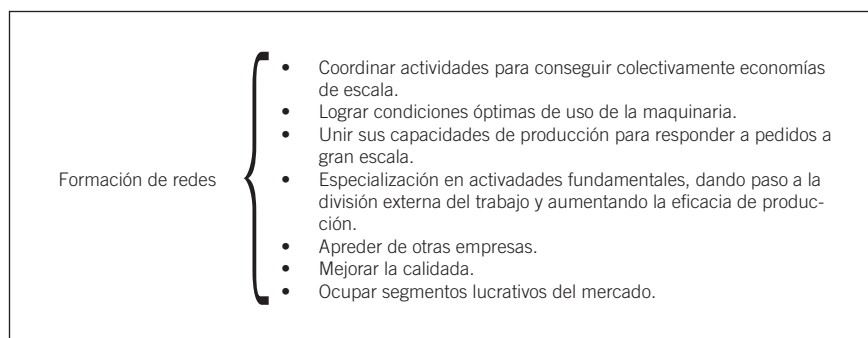 Formación de redes
• Coordinar actividades para conseguir colectivamente economías
de escala.
• Lograr condiciones óptimas de uso de la maquinaria.
• Unir sus capacidades de producción para responder a pedidos a
gran escala.
• Especialización en activadades fundamentales, dando paso a la
división externa del trabajo y aumentando la eficacia de produc-
ción.
• Apreder de otras empresas.
• Mejorar la calidada.
• Ocupar segmentos lucrativos del mercado.